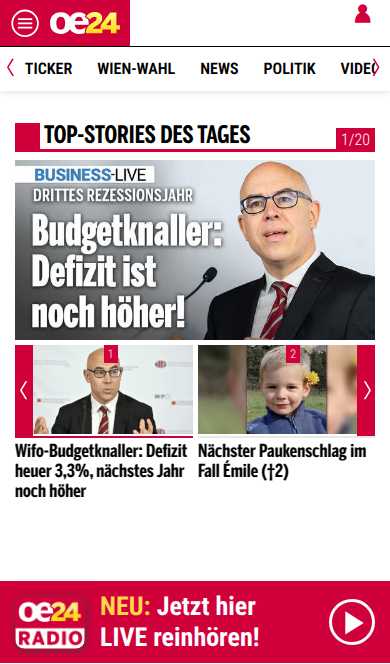 oe24
TICKER WIEN-WAHL NEWS POLITIK
TOP-STORIES DES TAGES
1/20
BUSINESS-LIVE
DRITTES REZESSIONSJAHR
Budgetknaller:
Defizit ist
noch höher!
1
2
Wifo-Budgetknaller: Defizit
heuer 3,3%, nächstes Jahr
noch höher
Nächster Paukenschlag im
Fall Émile (†2)
oe24
RADIO
NEU: Jetzt hier
LIVE reinhören!